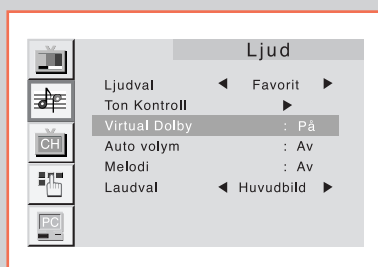 Ljud
Ljudval ◀ Favorit ▶
Ton Kontroll ▶
Virtual Dolby : På
Auto volym : Av
Melodi : Av
Laudval ◀ Huvudbild ▶
CH
PC